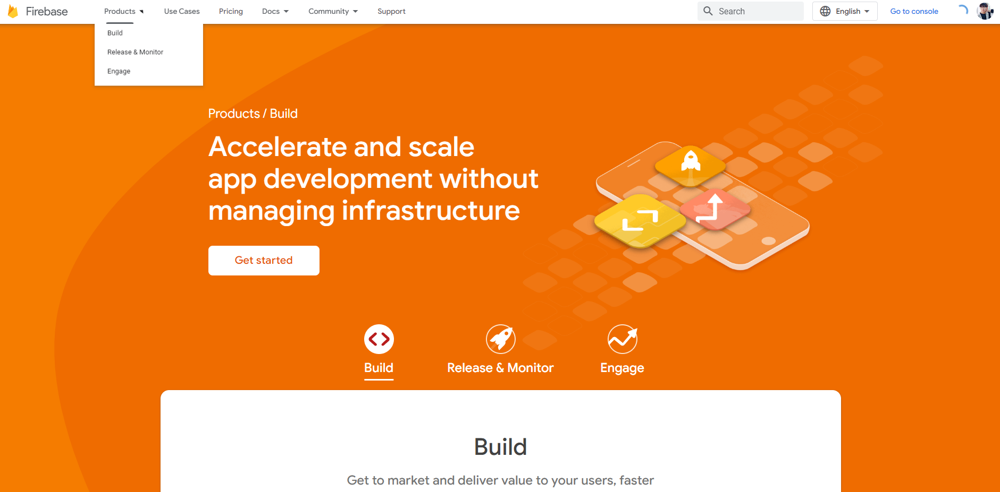 Firebase
Products
Use Cases
Pricing
Docs
Community
Support
Search
English
Go to console
Build
Release & Monitor
Engage
Products / Build
Accelerate and scale
app development without
managing infrastructure
Get started
Build
Release & Monitor
Engage
Build
Get to market and deliver value to your users, faster